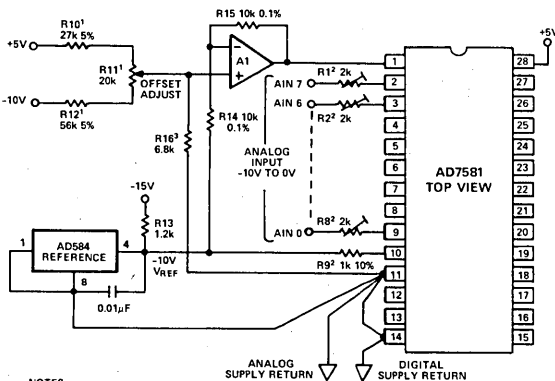 R15 10k 0.1%
R10¹
27k 5%
+5V
R11¹
20k
OFFSET
ADJUST
-10V
R12¹
56k 5%
A1
−
+
R14 10k
0.1%
R16³
6.8k
ANALOG
INPUT
-10V TO 0V
AIN 7
R1² 2k
AIN 6
R2² 2k
AIN 0
R8² 2k
R9² 1k 10%
-15V
R13
1.2k
-10V
VREF
AD584
REFERENCE
1
4
8
0.01µF
+5V
AD7581
TOP VIEW
1
2
3
4
5
6
7
8
9
10
11
12
13
14
28
27
26
25
24
23
22
21
20
19
18
17
16
15
ANALOG
SUPPLY RETURN
DIGITAL
SUPPLY RETURN